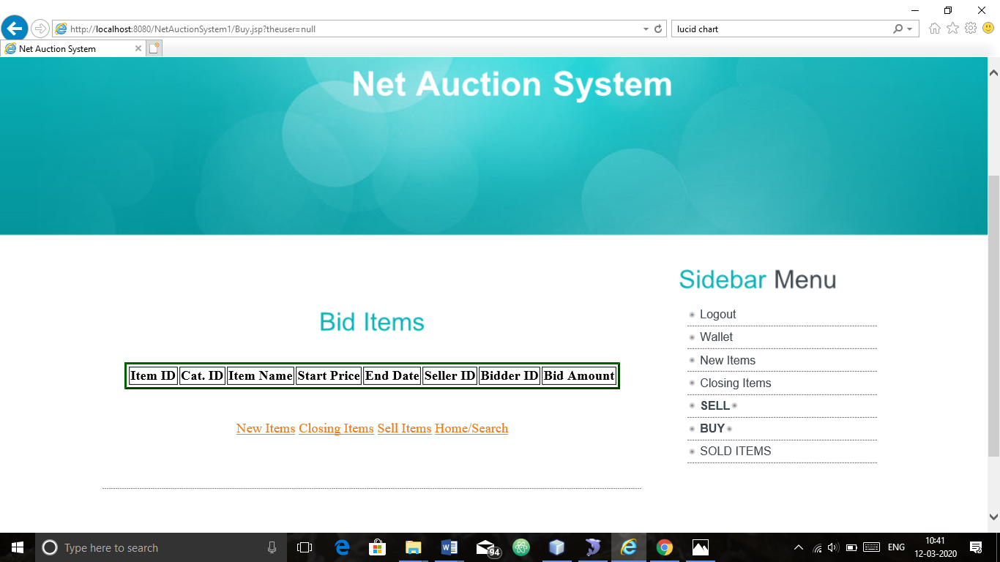 http://localhost:8080/NetAuctionSystem1/Buy.jsp?theuser=null
lucid chart
Net Auction System
Net Auction System
Sidebar Menu
Logout
Wallet
New Items
Closing Items
SELL
BUY
SOLD ITEMS
Bid Items
Item ID Cat. ID Item Name Start Price End Date Seller ID Bidder ID Bid Amount
New Items Closing Items Sell Items Home/Search
Type here to search
94
ENG
10:41
12-03-2020